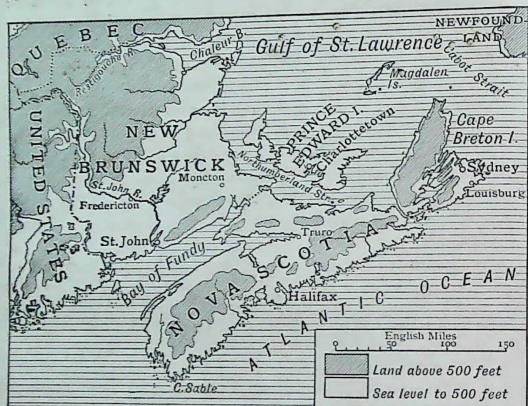 QUEBEC
Restigouche R.
Chaleur B.
Gulf of St. Lawrence
NEWFOUND-
LAND
Cabot Strait
Magdalen
Is.
NEW
BRUNSWICK
PRINCE
EDWARD I.
Charlottetown
Northumberland Str.
Cape
Breton I.
Sydney
Louisburg
UNITED STATES
St. John R.
Moncton
Fredericton
St. John
Truro
Bay of Fundy
NOVA SCOTIA
Halifax
ATLANTIC OCEAN
C. Sable
English Miles
0 50 100 150
Land above 500 feet
Sea level to 500 feet